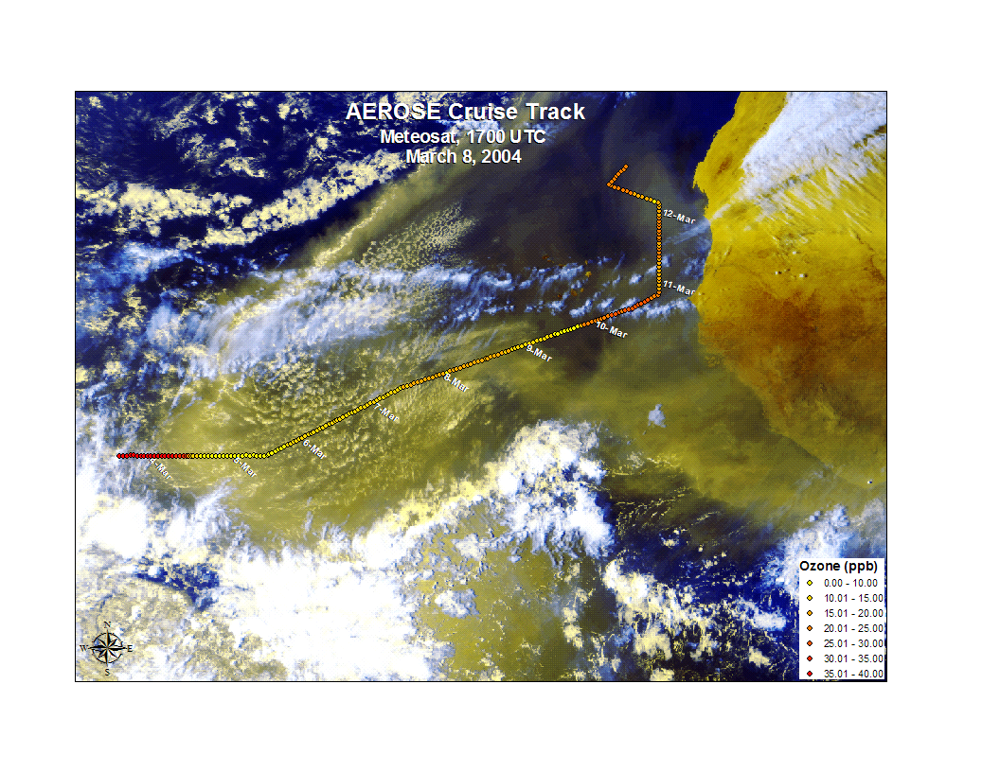 AEROSE Cruise Track
Meteosat, 1700 UTC
March 8, 2004
12-Mar
11-Mar
10-Mar
9-Mar
8-Mar
7-Mar
6-Mar
5-Mar
Ozone (ppb)
0.00 - 10.00
10.01 - 15.00
15.01 - 20.00
20.01 - 25.00
25.01 - 30.00
30.01 - 35.00
35.01 - 40.00
N
W E
S